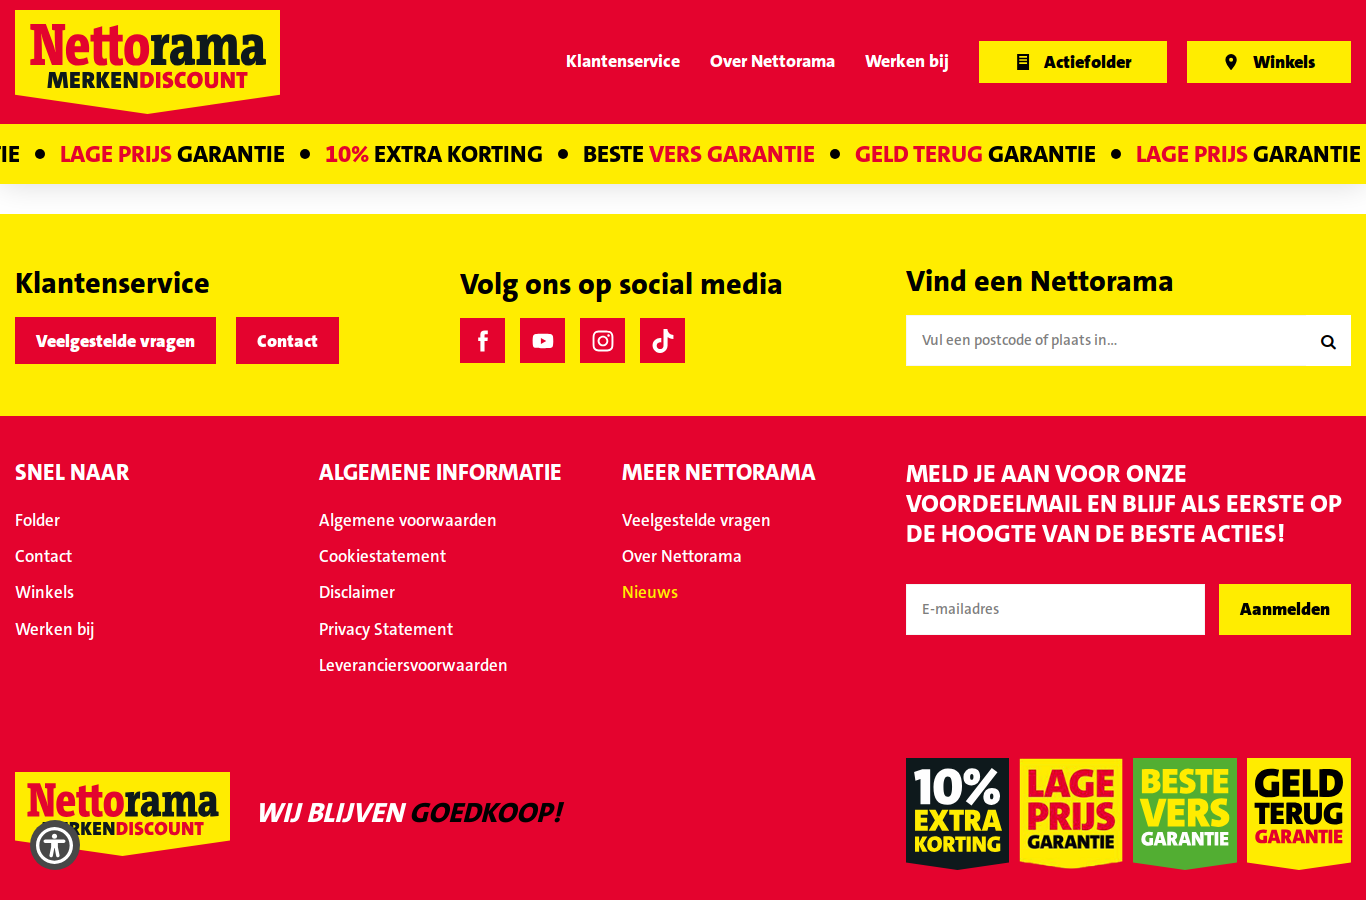 Nettorama
MERKENDISCOUNT
Klantenservice
Over Nettorama
Werken bij
Actiefolder
Winkels
LAGE PRIJS GARANTIE
10% EXTRA KORTING
BESTE VERS GARANTIE
GELD TERUG GARANTIE
LAGE PRIJS GARANTIE
Klantenservice
Veelgestelde vragen
Contact
Volg ons op social media
Vind een Nettorama
Vul een postcode of plaats in...
SNEL NAAR
Folder
Contact
Winkels
Werken bij
ALGEMENE INFORMATIE
Algemene voorwaarden
Cookiestatement
Disclaimer
Privacy Statement
Leveranciersvoorwaarden
MEER NETTORAMA
Veelgestelde vragen
Over Nettorama
Nieuws
MELD JE AAN VOOR ONZE
VOORDEELMAIL EN BLIJF ALS EERSTE OP
DE HOOGTE VAN DE BESTE ACTIES!
E-mailadres
Aanmelden
Nettorama
DISCOUNT
WIJ BLIJVEN GOEDKOOP!
10%
EXTRA
KORTING
LAGE
PRIJS
GARANTIE
BESTE
VERS
GARANTIE
GELD
TERUG
GARANTIE